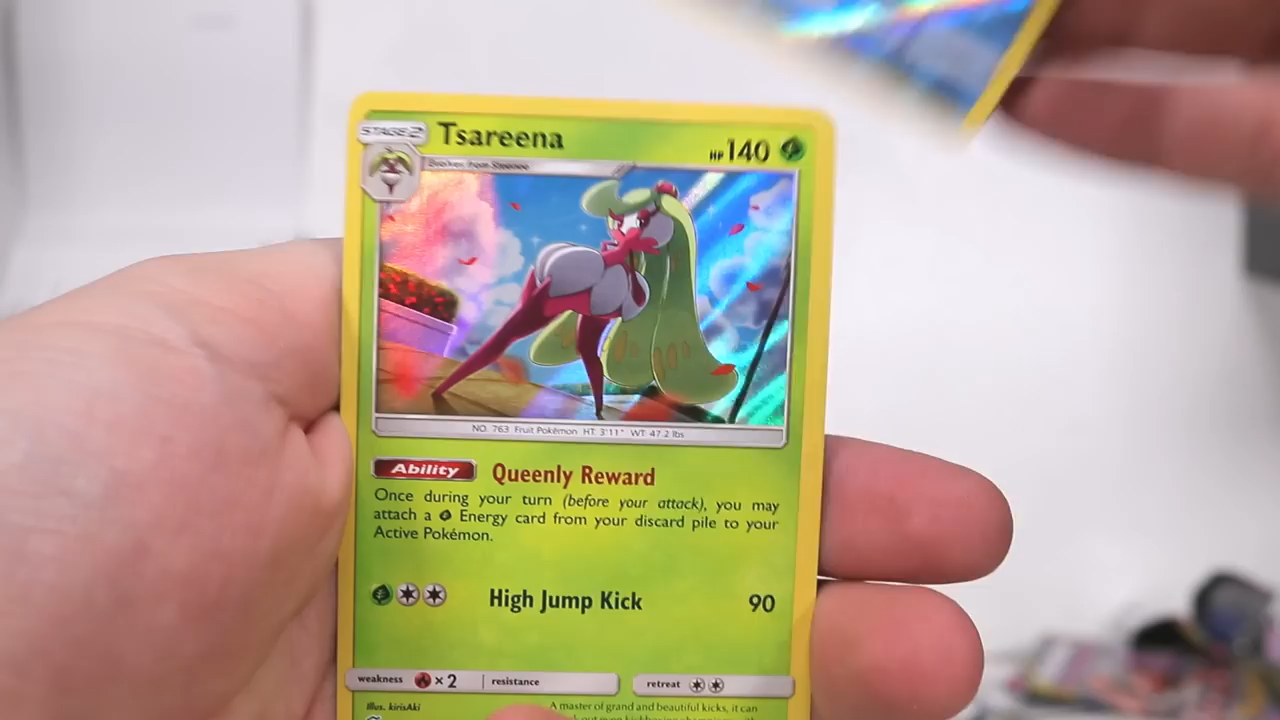 STAGE 2
Tsareena
HP 140
Evolves from Steenee
NO. 763 Fruit Pokémon HT: 3'11" WT: 47.2 lbs
Ability Queenly Reward
Once during your turn (before your attack), you may
attach a Energy card from your discard pile to your
Active Pokémon.
High Jump Kick 90
weakness ×2 resistance retreat
Illus. kirisAki
A master of grand and beautiful kicks, it can